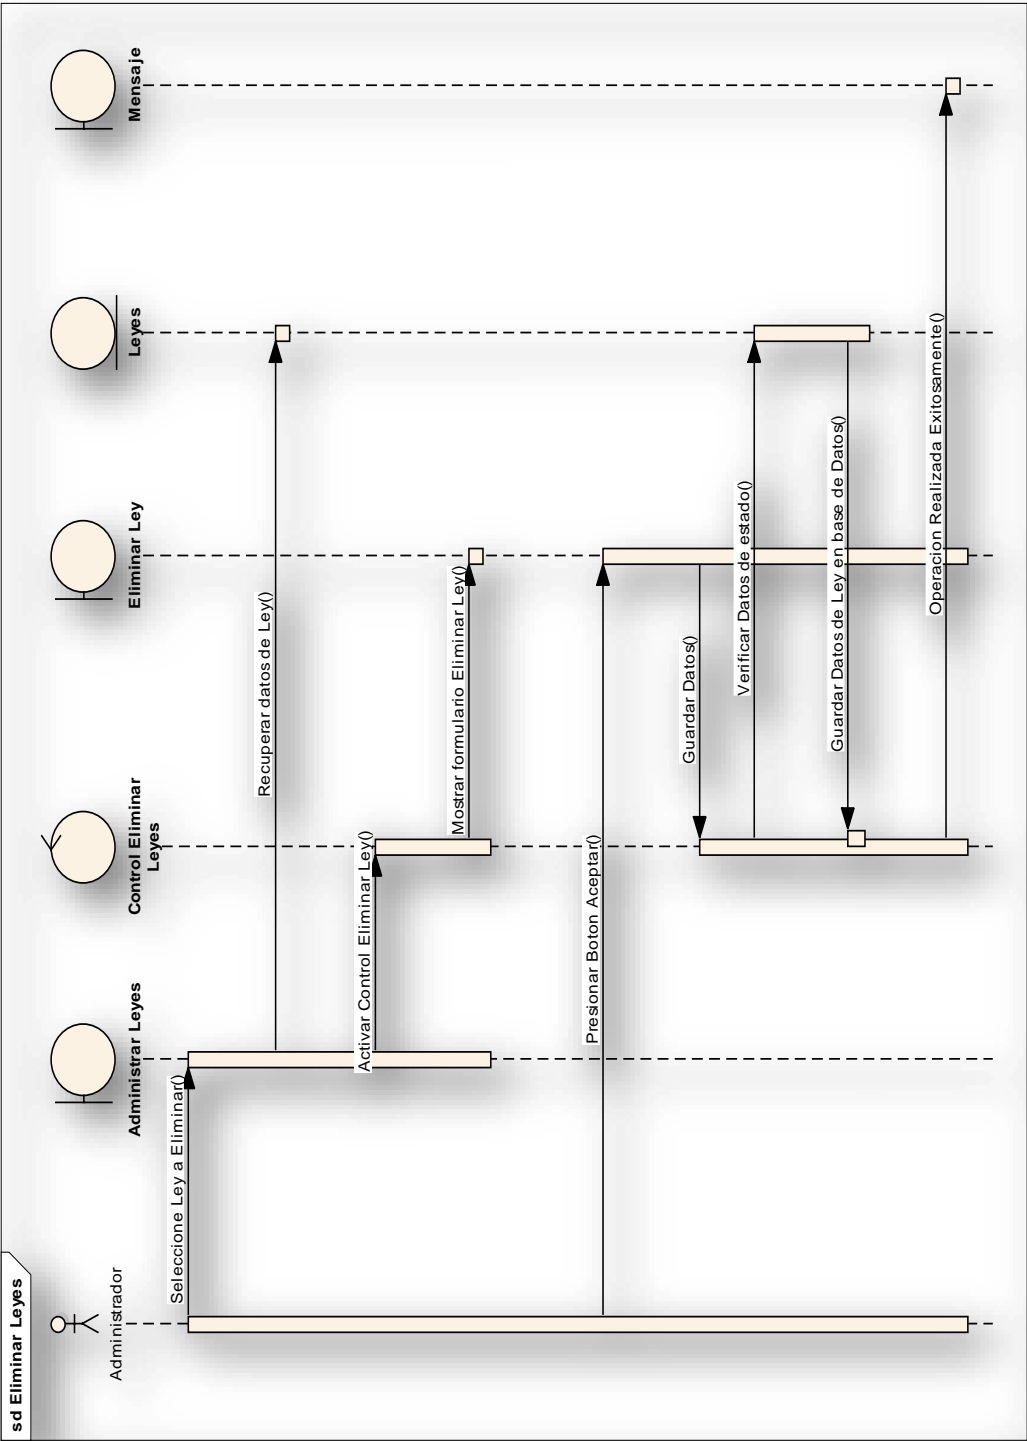 sd Eliminar Leyes
Administrador
Administrar Leyes
Control Eliminar
Leyes
Eliminar Ley
Leyes
Mensaje
Seleccione Ley a Eliminar()
Recuperar datos de Ley()
Activar Control Eliminar Ley()
Mostrar formulario Eliminar Ley()
Presionar Boton Aceptar()
Guardar Datos()
Verificar Datos de estado()
Guardar Datos de Ley en base de Datos()
Operacion Realizada Exitosamente()